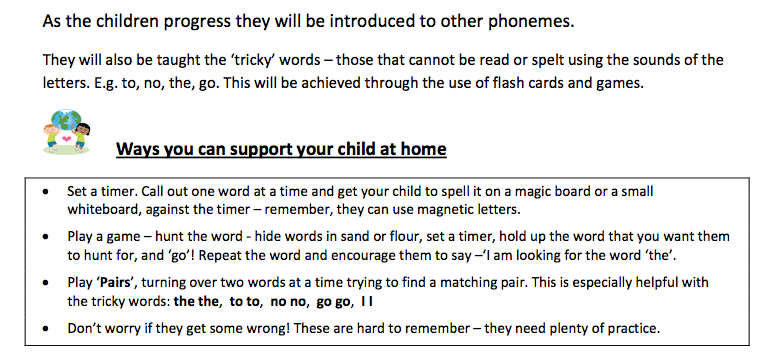 As the children progress they will be introduced to other phonemes.
They will also be taught the ‘tricky’ words – those that cannot be read or spelt using the sounds of the
letters. E.g. to, no, the, go. This will be achieved through the use of flash cards and games.
Ways you can support your child at home
• Set a timer. Call out one word at a time and get your child to spell it on a magic board or a small
whiteboard, against the timer – remember, they can use magnetic letters.
• Play a game – hunt the word - hide words in sand or flour, set a timer, hold up the word that you want them
to hunt for, and ‘go’! Repeat the word and encourage them to say –‘I am looking for the word ‘the’.
• Play ‘Pairs’, turning over two words at a time trying to find a matching pair. This is especially helpful with
the tricky words: the the, to to, no no, go go, I I
• Don’t worry if they get some wrong! These are hard to remember – they need plenty of practice.